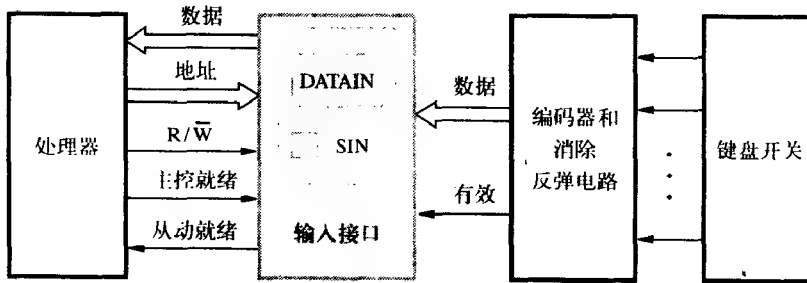 数据
地址
R/W̅
主控就绪
从动就绪
处理器
DATAIN
SIN
输入接口
数据
有效
编码器和
消除
反弹电路
键盘开关